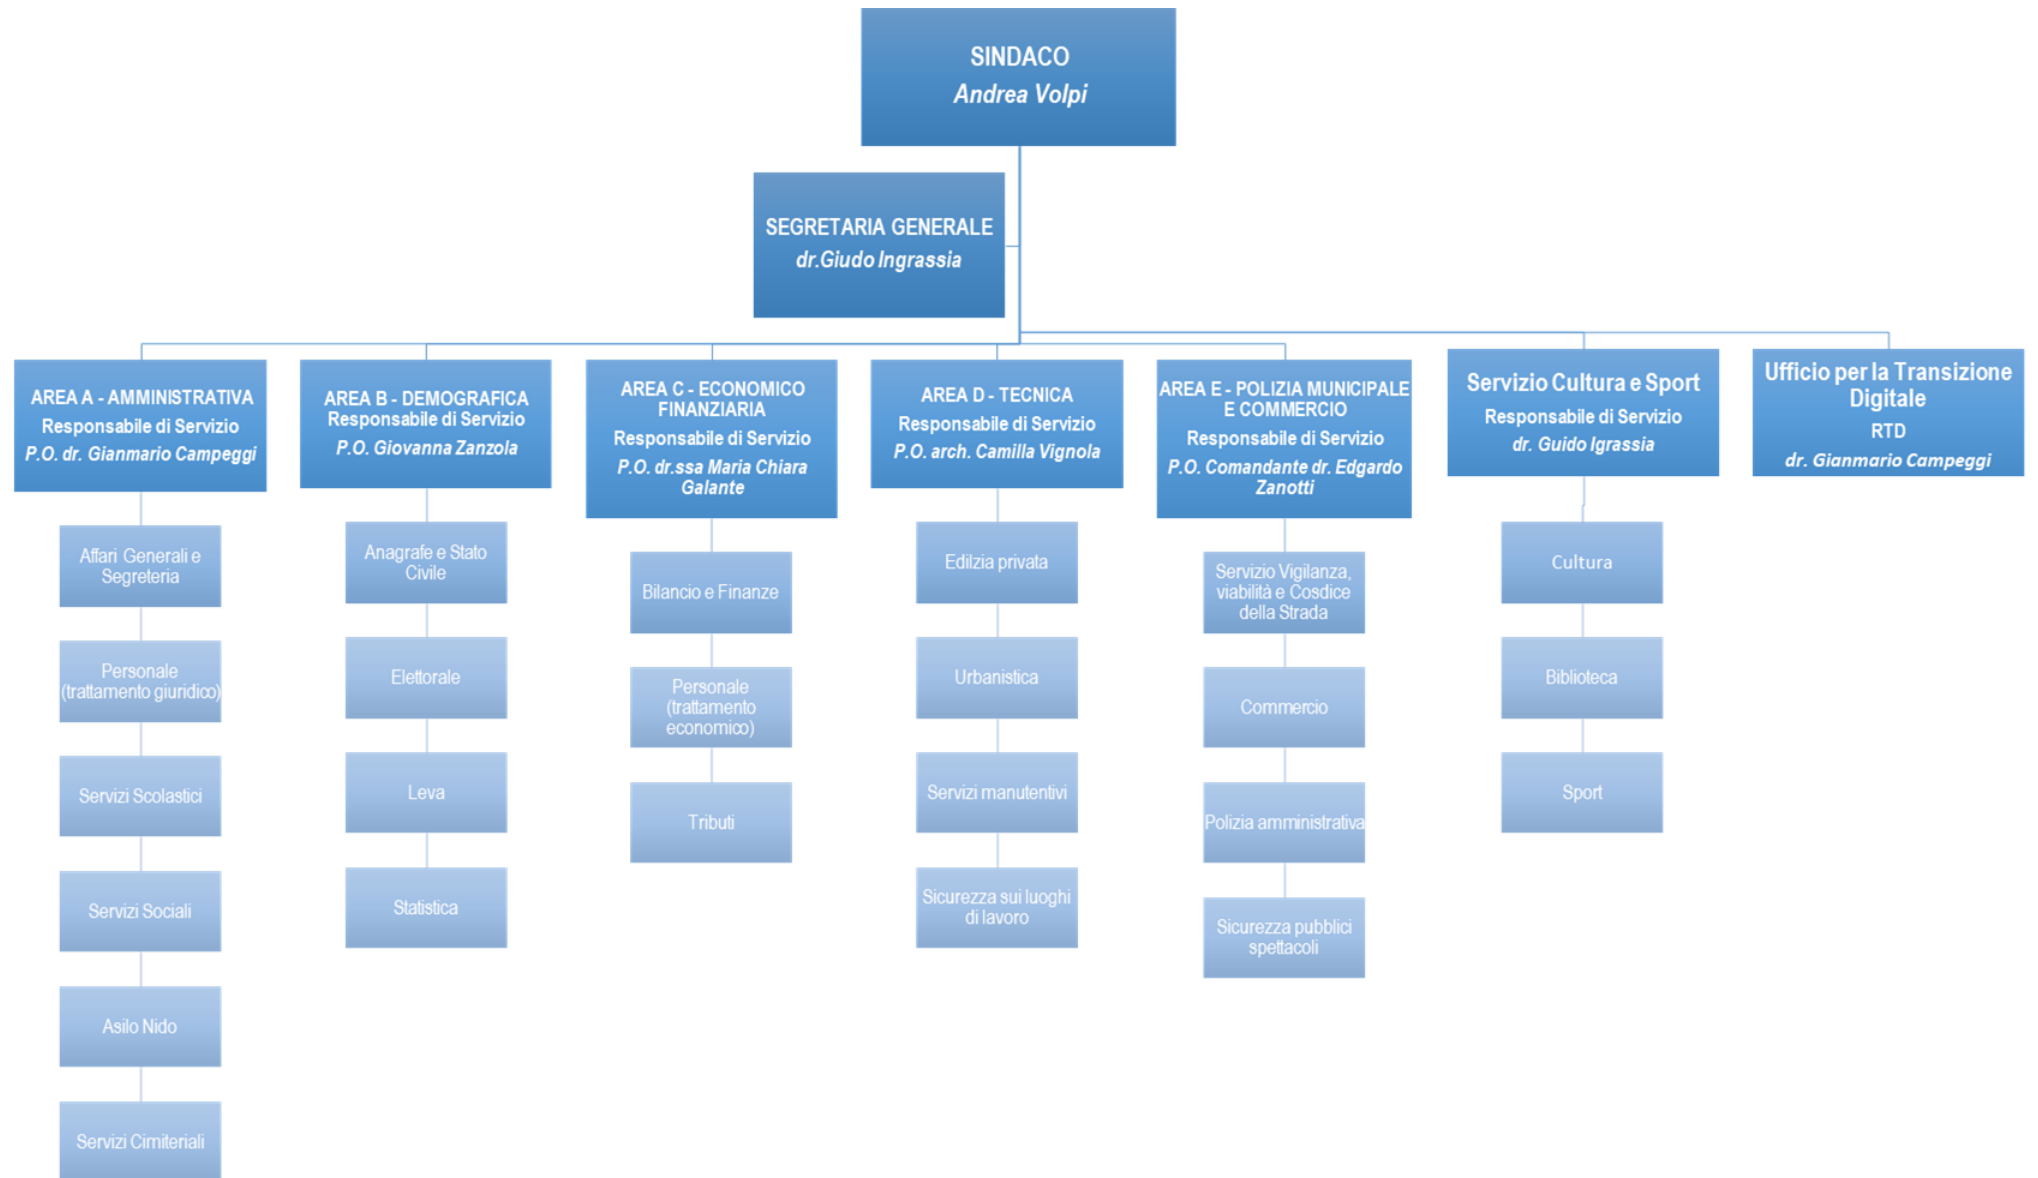 SINDACO
Andrea Volpi
SEGRETARIA GENERALE
dr.Giudo Ingrassia
AREA A - AMMINISTRATIVA
Responsabile di Servizio
P.O. dr. Gianmario Campeggi
Affari Generali e
Segreteria
Personale
(trattamento giuridico)
Servizi Scolastici
Servizi Sociali
Asilo Nido
Servizi Cimiteriali
AREA B - DEMOGRAFICA
Responsabile di Servizio
P.O. Giovanna Zanzola
Anagrafe e Stato
Civile
Elettorale
Leva
Statistica
AREA C - ECONOMICO
FINANZIARIA
Responsabile di Servizio
P.O. dr.ssa Maria Chiara
Galante
Bilancio e Finanze
Personale
(trattamento
economico)
Tributi
AREA D - TECNICA
Responsabile di Servizio
P.O. arch. Camilla Vignola
Edilzia privata
Urbanistica
Servizi manutentivi
Sicurezza sui luoghi
di lavoro
AREA E - POLIZIA MUNICIPALE
E COMMERCIO
Responsabile di Servizio
P.O. Comandante dr. Edgardo
Zanotti
Servizio Vigilanza,
viabilità e Cosdice
della Strada
Commercio
Polizia amministrativa
Sicurezza pubblici
spettacoli
Servizio Cultura e Sport
Responsabile di Servizio
dr. Guido Igrassia
Cultura
Biblioteca
Sport
Ufficio per la Transizione
Digitale
RTD
dr. Gianmario Campeggi